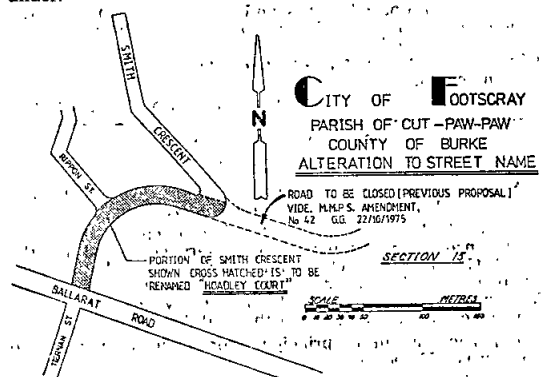 under.
CITY OF FOOTSCRAY
PARISH OF CUT-PAW-PAW
COUNTY OF BURKE
ALTERATION TO STREET NAME
SMITH
CRESCENT
N
RIPPON ST.
ROAD TO BE CLOSED [PREVIOUS PROPOSAL]
VIDE. M.M.P.S. AMENDMENT,
No 42 G.G. 22/10/1975
PORTION OF SMITH CRESCENT
SHOWN CROSS HATCHED IS TO BE
RENAMED "HOADLEY COURT"
SECTION 15
BALLARAT ROAD
SCALE METRES